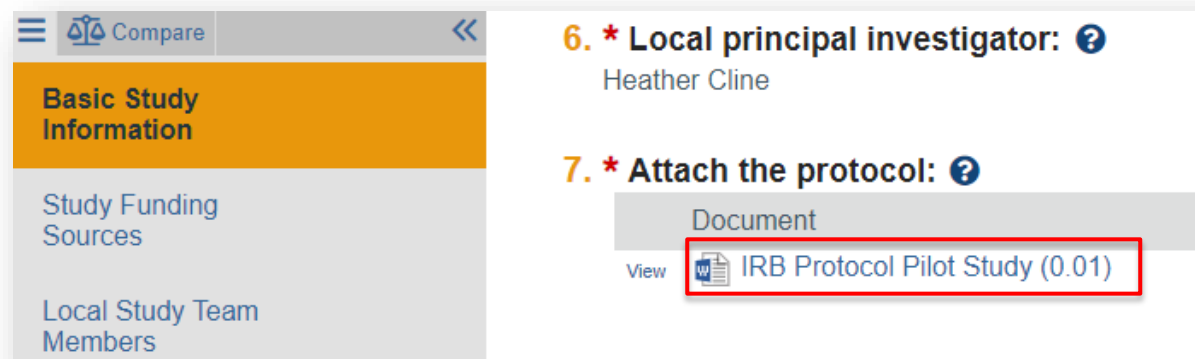 Compare
Basic Study
Information
Study Funding
Sources
Local Study Team
Members
6. * Local principal investigator: ?
Heather Cline
7. * Attach the protocol: ?
Document
View W IRB Protocol Pilot Study (0.01)